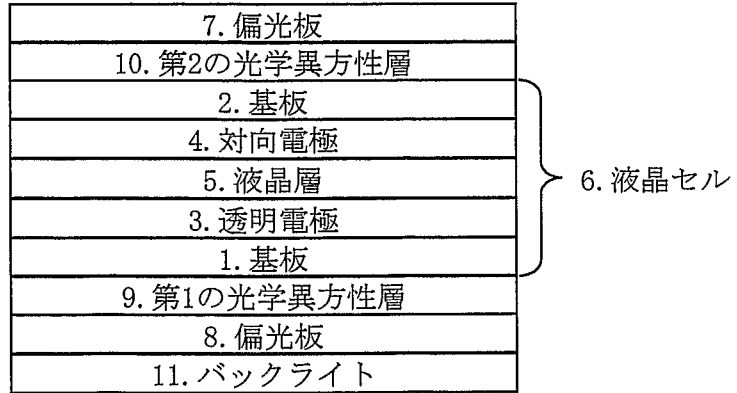 7. 偏光板
10. 第2の光学異方性層
2. 基板
4. 対向電極
5. 液晶層
6. 液晶セル
3. 透明電極
1. 基板
9. 第1の光学異方性層
8. 偏光板
11. バックライト